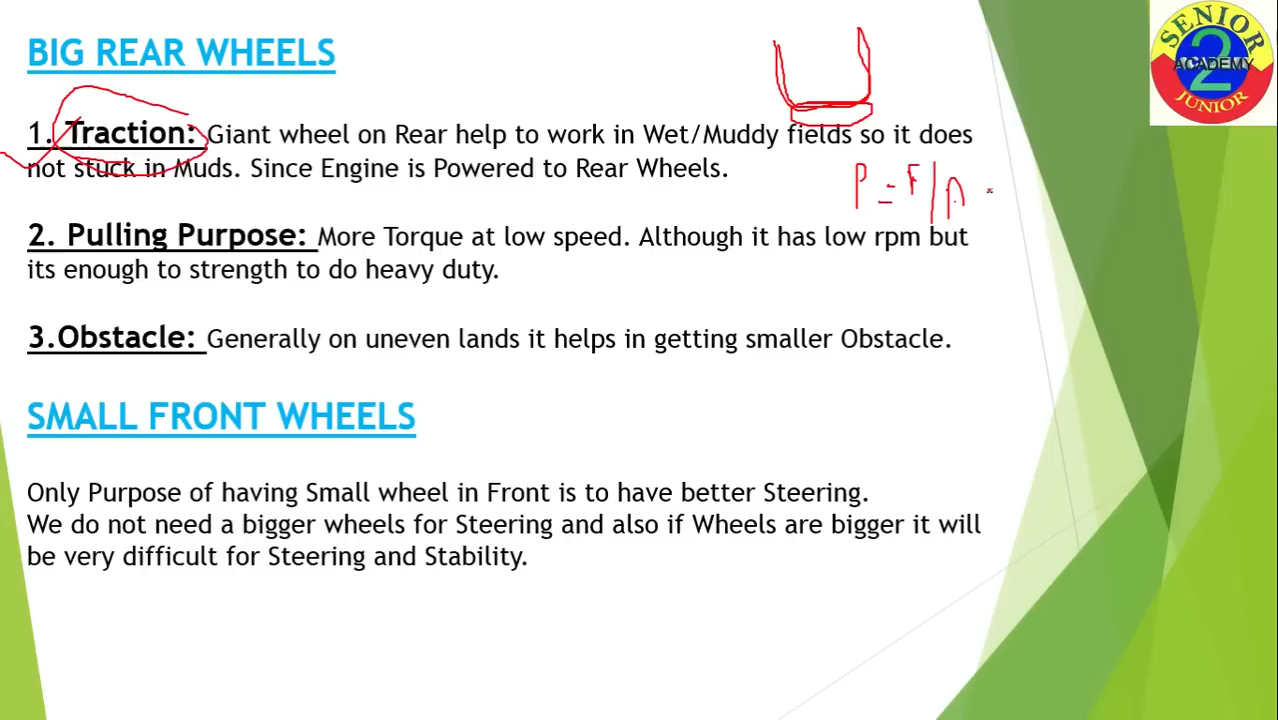 BIG REAR WHEELS
SENIOR
2
ACADEMY
JUNIOR
1. Traction: Giant wheel on Rear help to work in Wet/Muddy fields so it does
not stuck in Muds. Since Engine is Powered to Rear Wheels.
P = F/A
2. Pulling Purpose: More Torque at low speed. Although it has low rpm but
its enough to strength to do heavy duty.
3.Obstacle: Generally on uneven lands it helps in getting smaller Obstacle.
SMALL FRONT WHEELS
Only Purpose of having Small wheel in Front is to have better Steering.
We do not need a bigger wheels for Steering and also if Wheels are bigger it will
be very difficult for Steering and Stability.